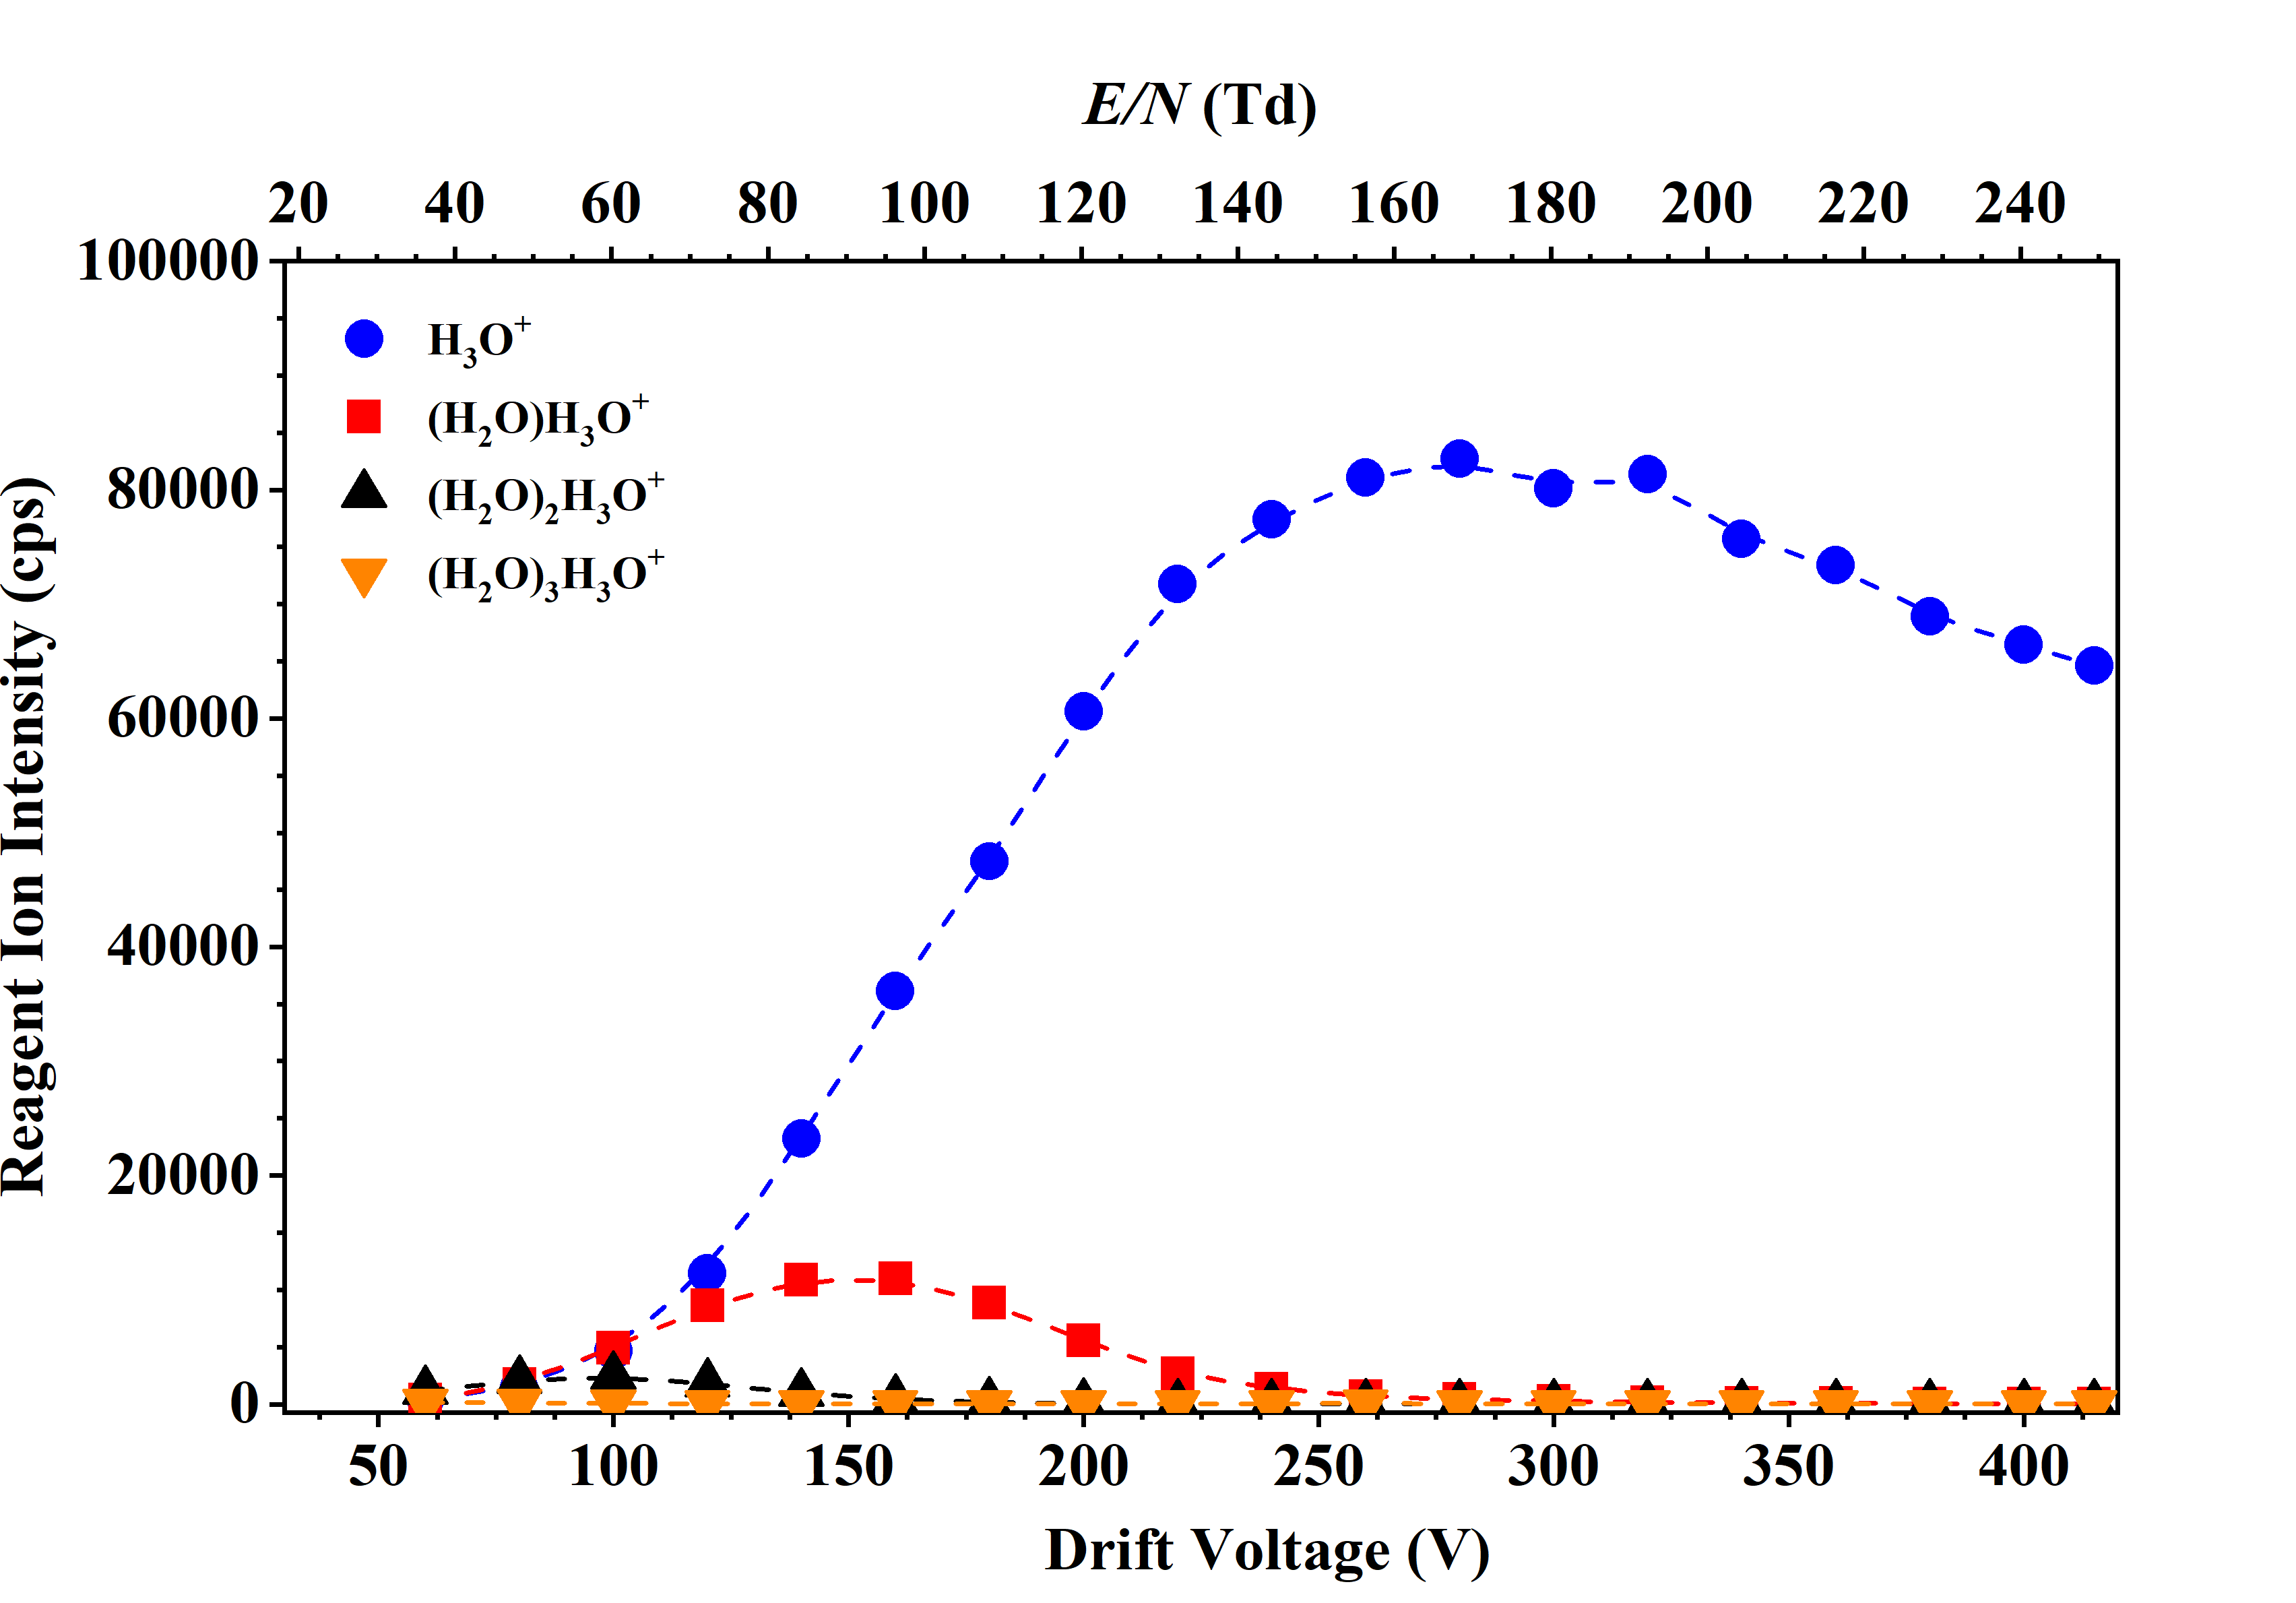 E/N (Td)
20 40 60 80 100 120 140 160 180 200 220 240
100000
80000
60000
40000
20000
0
Reagent Ion Intensity (cps)
H₃O⁺
(H₂O)H₃O⁺
(H₂O)₂H₃O⁺
(H₂O)₃H₃O⁺
50 100 150 200 250 300 350 400
Drift Voltage (V)